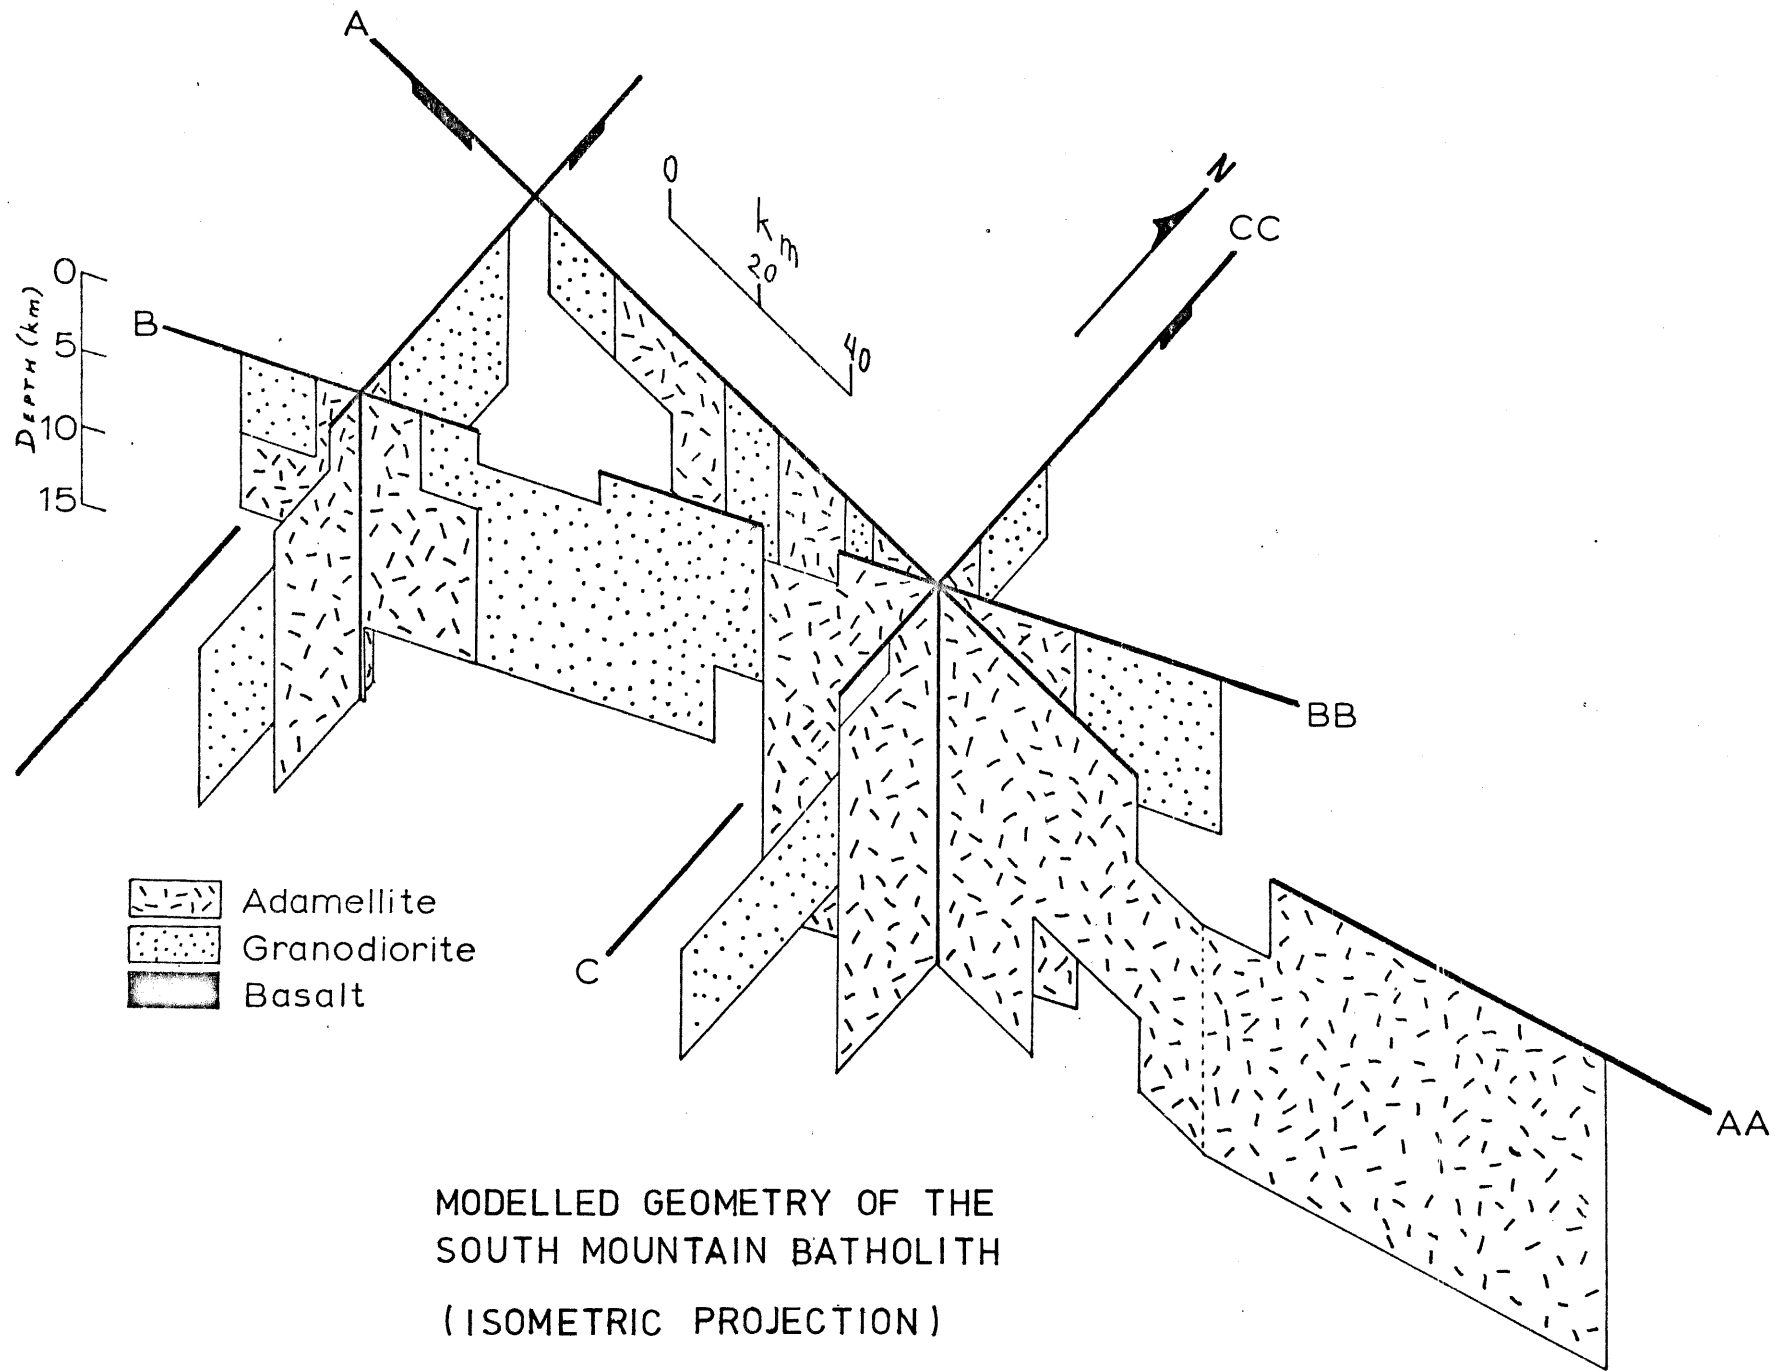 A
0
km
20
40
N
CC
DEPTH (km)
0
5
10
15
B
BB
C
AA
Adamellite
Granodiorite
Basalt
MODELLED GEOMETRY OF THE
SOUTH MOUNTAIN BATHOLITH
(ISOMETRIC PROJECTION)